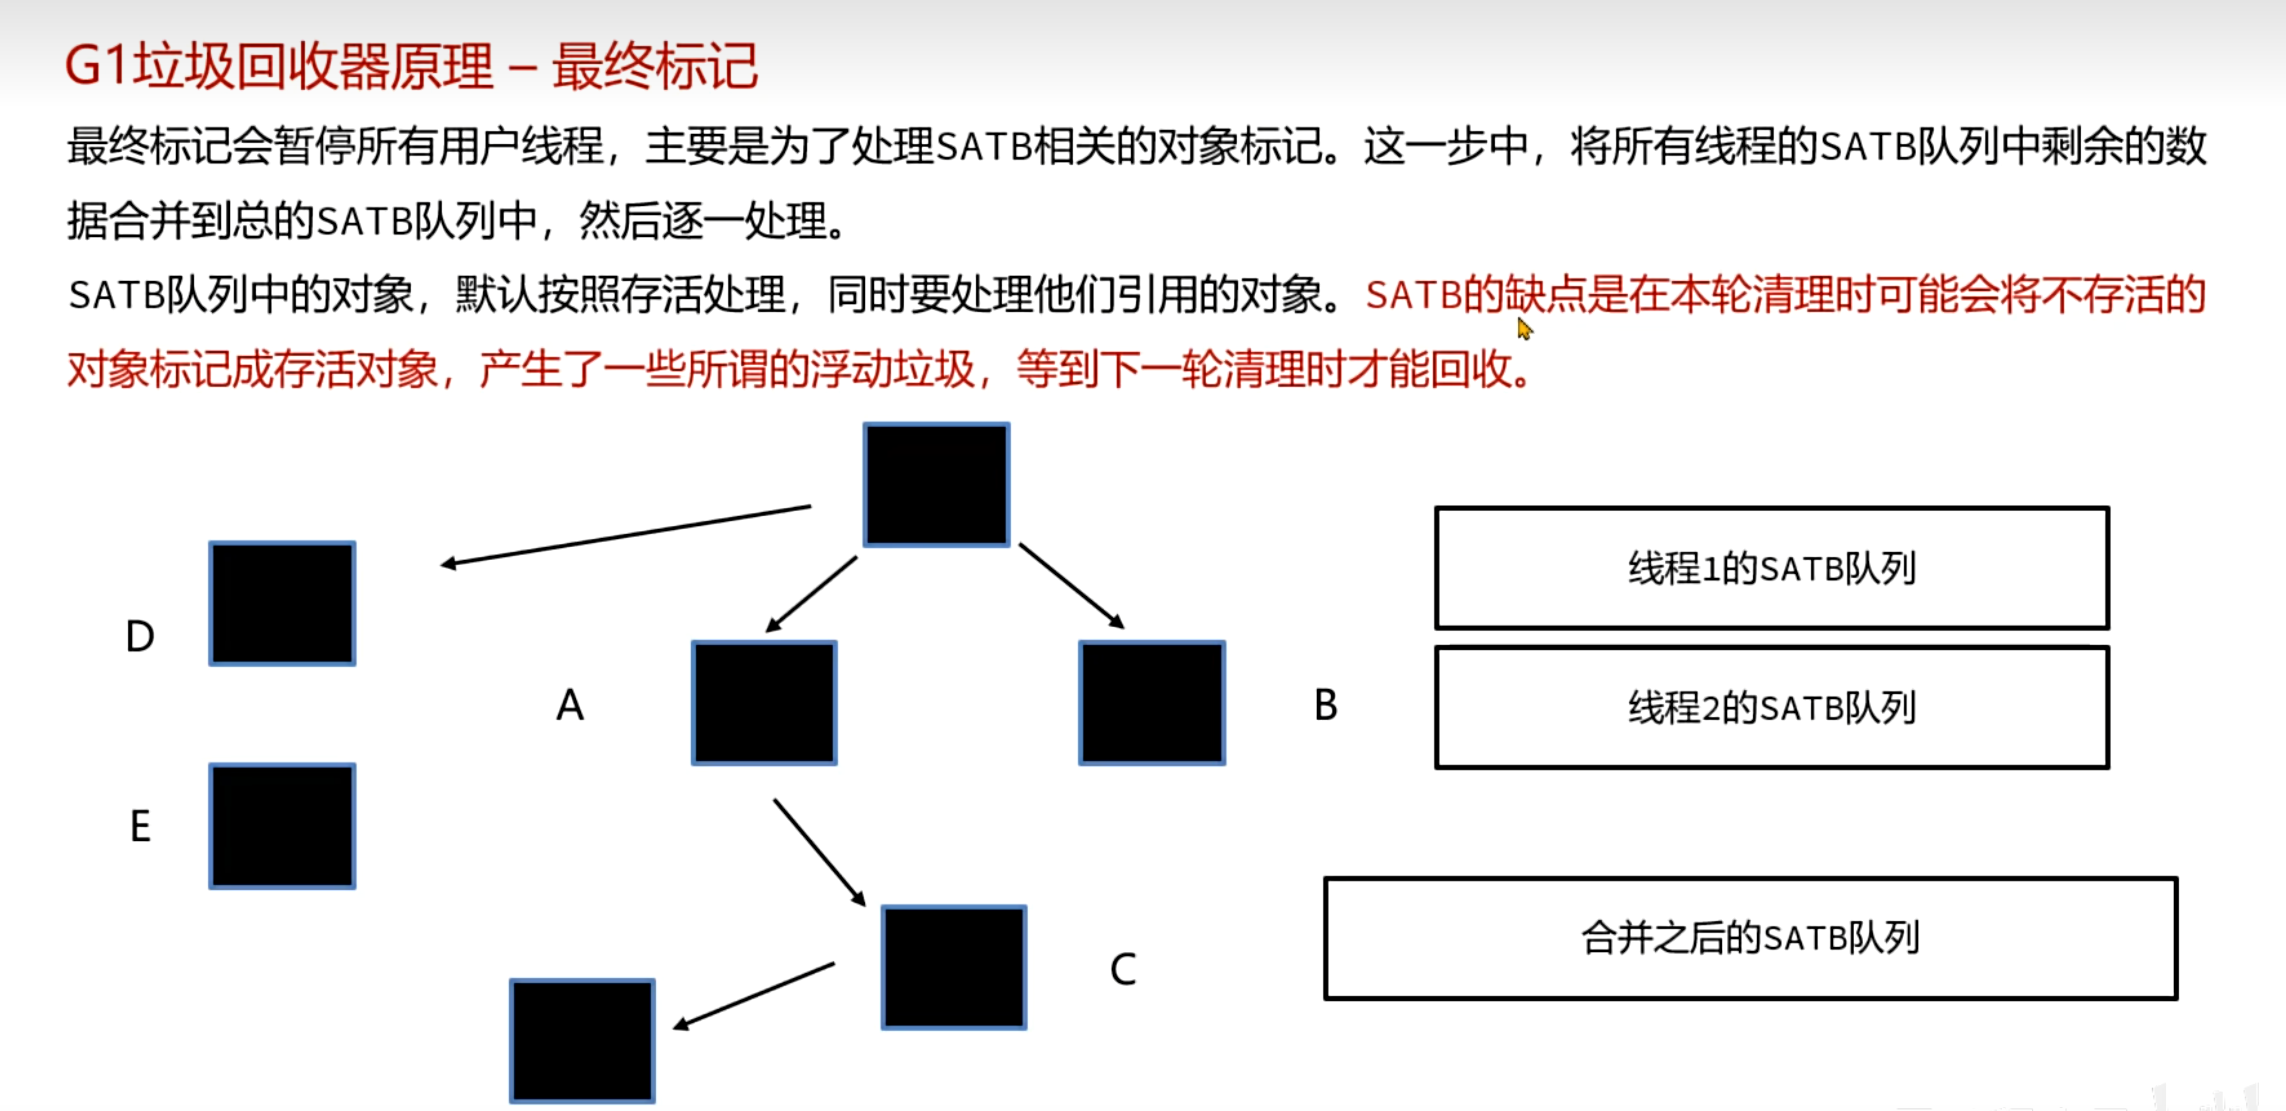 G1垃圾回收器原理 – 最终标记
最终标记会暂停所有用户线程，主要是为了处理SATB相关的对象标记。这一步中，将所有线程的SATB队列中剩余的数
据合并到总的SATB队列中，然后逐一处理。
SATB队列中的对象，默认按照存活处理，同时要处理他们引用的对象。SATB的缺点是在本轮清理时可能会将不存活的
对象标记成存活对象，产生了一些所谓的浮动垃圾，等到下一轮清理时才能回收。
线程1的SATB队列
D
A
B
线程2的SATB队列
E
合并之后的SATB队列
C